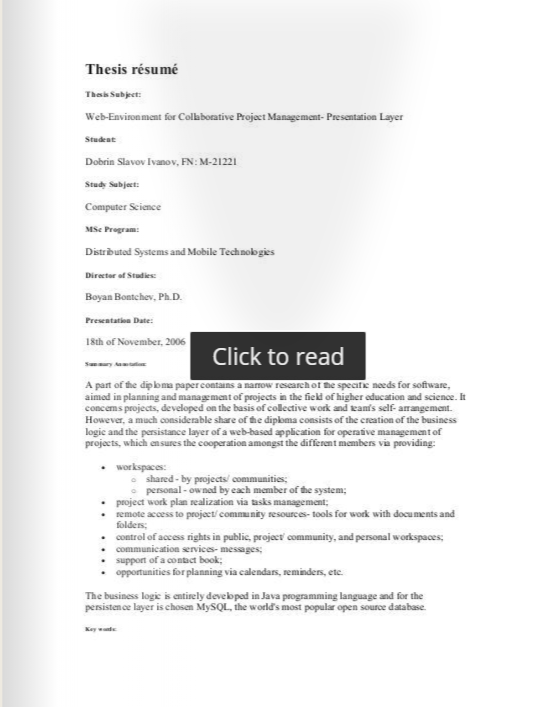 Thesis résumé
Thesis Subject:
Web-Environment for Collaborative Project Management- Presentation Layer
Student:
Dobrin Slavov Ivanov, FN: M-21221
Study Subject:
Computer Science
MSc Program:
Distributed Systems and Mobile Technologies
Director of Studies:
Boyan Bontchev, Ph.D.
Presentation Date:
18th of November, 2006
Click to read
Summary Annotation:
A part of the diploma paper contains a narrow research of the specific needs for software,
aimed in planning and management of projects in the field of higher education and science. It
concerns projects, developed on the basis of collective work and team's self- arrangement.
However, a much considerable share of the diploma consists of the creation of the business
logic and the persistance layer of a web-based application for operative management of
projects, which ensures the cooperation amongst the different members via providing:
• workspaces:
○ shared - by projects/ communities;
○ personal - owned by each member of the system;
• project work plan realization via tasks management;
• remote access to project/ community resources- tools for work with documents and
folders;
• control of access rights in public, project/ community, and personal workspaces;
• communication services- messages;
• support of a contact book;
• opportunities for planning via calendars, reminders, etc.
The business logic is entirely developed in Java programming language and for the
persistence layer is chosen MySQL, the world's most popular open source database.
Key words: